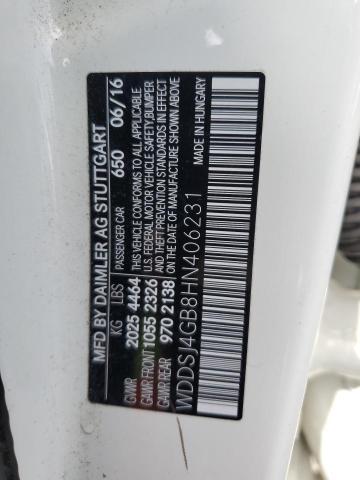 MFD BY DAIMLER AG STUTTGART
KG LBS PASSENGER CAR 650 06/16
GVWR 2025 4464 THIS VEHICLE CONFORMS TO ALL APPLICABLE
GAWR FRONT 1055 2326 U.S. FEDERAL MOTOR VEHICLE SAFETY, BUMPER
GAWR REAR 970 2138 AND THEFT PREVENTION STANDARDS IN EFFECT
ON THE DATE OF MANUFACTURE SHOWN ABOVE
WDDSJ4GB8HN406231 MADE IN HUNGARY